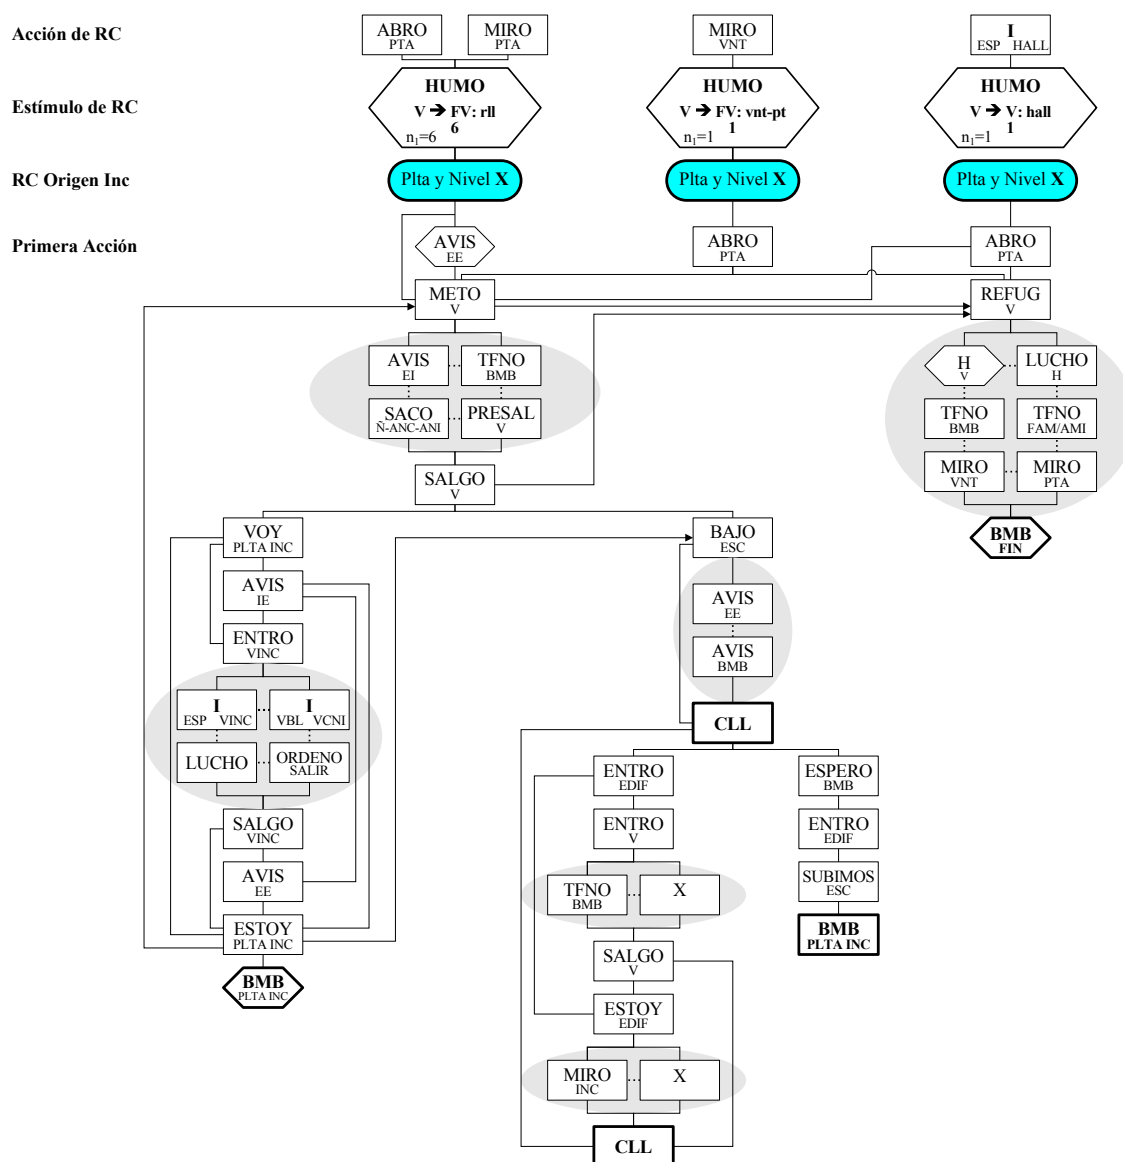 Acción de RC
ABRO
PTA
MIRO
PTA
MIRO
VNT
I
ESP HALL
Estímulo de RC
HUMO
V ➔ FV: rll
6
n₁=6
HUMO
V ➔ FV: vnt-pt
1
n₁=1
HUMO
V ➔ V: hall
1
n₁=1
RC Origen Inc
Plta y Nivel X
Plta y Nivel X
Plta y Nivel X
Primera Acción
AVIS
EE
ABRO
PTA
ABRO
PTA
METO
V
REFUG
V
AVIS
EI
TFNO
BMB
SACO
Ñ-ANC-ANI
PRESAL
V
H
V
LUCHO
H
TFNO
BMB
TFNO
FAM/AMI
MIRO
VNT
MIRO
PTA
BMB
FIN
SALGO
V
VOY
PLTA INC
BAJO
ESC
AVIS
IE
AVIS
EE
ENTRO
VINC
AVIS
BMB
I
ESP VINC
I
VBL VCNI
LUCHO
ORDENO
SALIR
CLL
SALGO
VINC
AVIS
EE
ESTOY
PLTA INC
BMB
PLTA INC
ENTRO
EDIF
ESPERO
BMB
ENTRO
V
ENTRO
EDIF
TFNO
BMB
X
SUBIMOS
ESC
BMB
PLTA INC
SALGO
V
ESTOY
EDIF
MIRO
INC
X
CLL